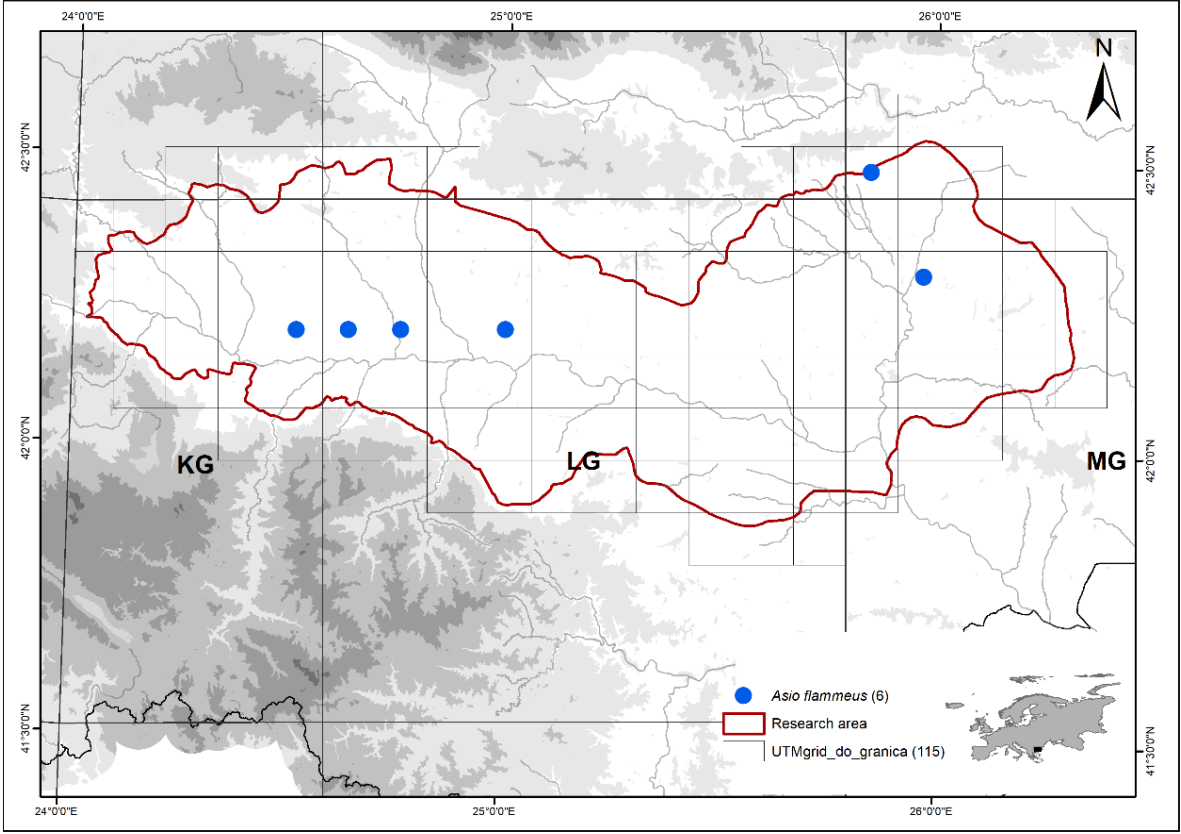 24°0'0"E 25°0'0"E 26°0'0"E
N
42°30'0"N 42°30'0"N
42°0'0"N 42°0'0"N
KG LG MG
Asio flammeus (6)
Research area
UTMgrid_do_granica (115)
41°30'0"N 41°30'0"N
24°0'0"E 25°0'0"E 26°0'0"E